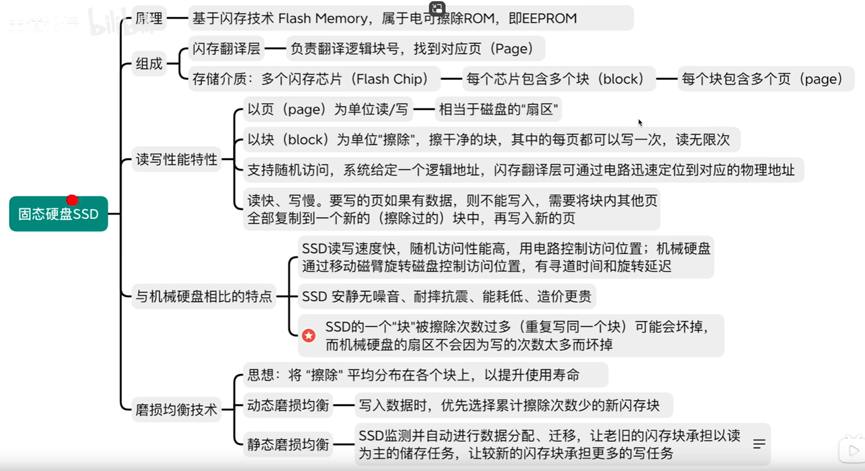 原理
基于闪存技术 Flash Memory，属于电可擦除ROM，即EEPROM
组成
闪存翻译层
负责翻译逻辑块号，找到对应页（Page）
存储介质：多个闪存芯片（Flash Chip）
每个芯片包含多个块（block）
每个块包含多个页（page）
固态硬盘SSD
读写性能特性
以页（page）为单位读/写
相当于磁盘的“扇区”
以块（block）为单位“擦除”，擦干净的块，其中的每页都可以写一次，读无限次
支持随机访问，系统给定一个逻辑地址，闪存翻译层可通过电路迅速定位到对应的物理地址
读快、写慢。要写的页如果有数据，则不能写入，需要将块内其他页
全部复制到一个新的（擦除过的）块中，再写入新的页
与机械硬盘相比的特点
SSD读写速度快，随机访问性能高，用电路控制访问位置；机械硬盘
通过移动磁臂旋转磁盘控制访问位置，有寻道时间和旋转延迟
SSD 安静无噪音、耐摔抗震、能耗低、造价更贵
SSD的一个“块”被擦除次数过多（重复写同一个块）可能会坏掉，
而机械硬盘的扇区不会因为写的次数太多而坏掉
磨损均衡技术
思想：将 “擦除” 平均分布在各个块上，以提升使用寿命
动态磨损均衡
写入数据时，优先选择累计擦除次数少的新闪存块
静态磨损均衡
SSD监测并自动进行数据分配、迁移，让老旧的闪存块承担以读
为主的储存任务，让较新的闪存块承担更多的写任务